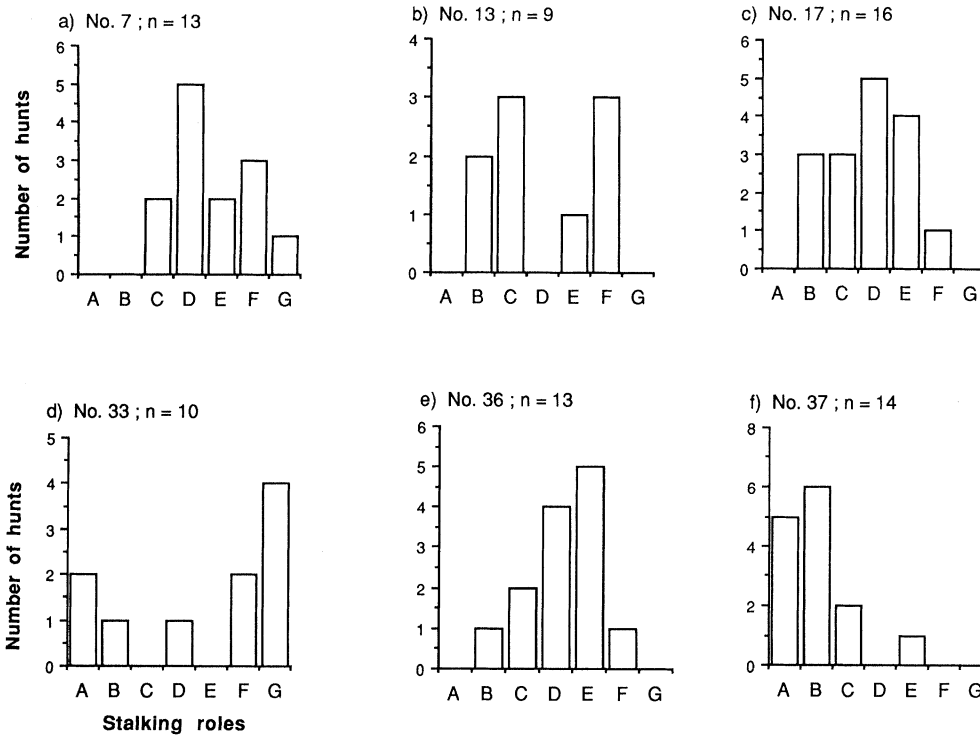 a) No. 7 ; n = 13
Number of hunts
6
5
4
3
2
1
0
A B C D E F G
b) No. 13 ; n = 9
4
3
2
1
0
A B C D E F G
c) No. 17 ; n = 16
6
5
4
3
2
1
0
A B C D E F G
d) No. 33 ; n = 10
Number of hunts
5
4
3
2
1
0
A B C D E F G
Stalking roles
e) No. 36 ; n = 13
6
5
4
3
2
1
0
A B C D E F G
f) No. 37 ; n = 14
8
6
4
2
0
A B C D E F G